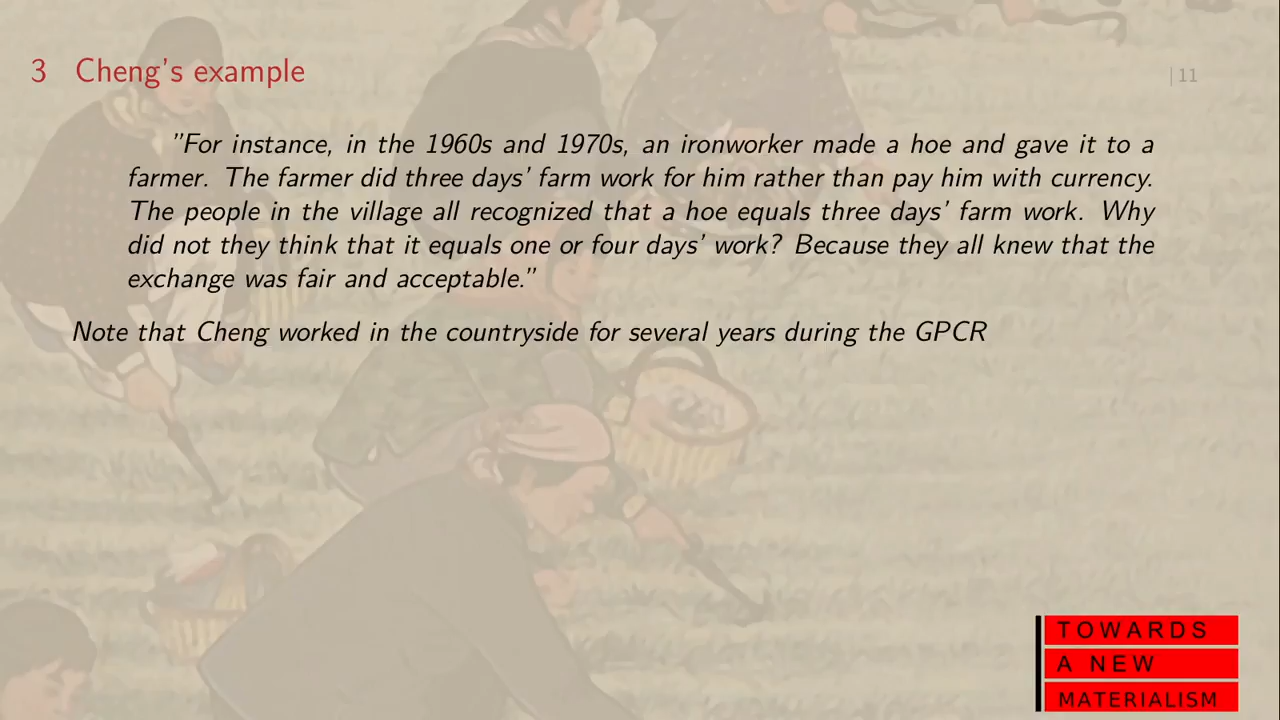 3 Cheng's example
| 11
”For instance, in the 1960s and 1970s, an ironworker made a hoe and gave it to a
farmer. The farmer did three days' farm work for him rather than pay him with currency.
The people in the village all recognized that a hoe equals three days' farm work. Why
did not they think that it equals one or four days' work? Because they all knew that the
exchange was fair and acceptable.”
Note that Cheng worked in the countryside for several years during the GPCR
TOWARDS
A NEW
MATERIALISM